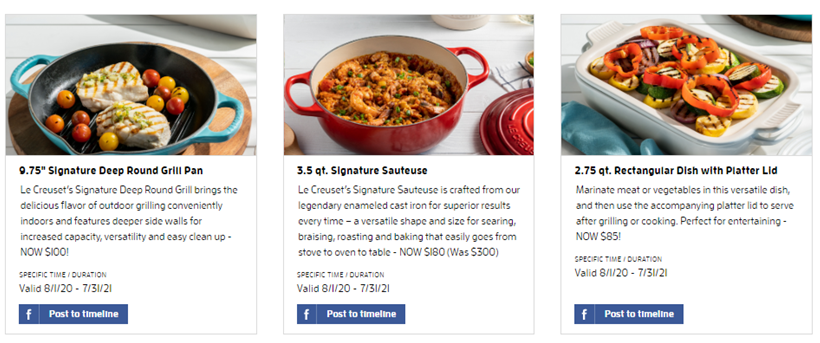 9.75" Signature Deep Round Grill Pan
Le Creuset's Signature Deep Round Grill brings the
delicious flavor of outdoor grilling conveniently
indoors and features deeper side walls for
increased capacity, versatility and easy clean up -
NOW $100!
SPECIFIC TIME / DURATION
Valid 8/1/20 - 7/31/21
f Post to timeline
3.5 qt. Signature Sauteuse
Le Creuset's Signature Sauteuse is crafted from our
legendary enameled cast iron for superior results
every time – a versatile shape and size for searing,
braising, roasting and baking that easily goes from
stove to oven to table - NOW $180 (Was $300)
SPECIFIC TIME / DURATION
Valid 8/1/20 - 7/31/21
f Post to timeline
2.75 qt. Rectangular Dish with Platter Lid
Marinate meat or vegetables in this versatile dish,
and then use the accompanying platter lid to serve
after grilling or cooking. Perfect for entertaining -
NOW $85!
SPECIFIC TIME / DURATION
Valid 8/1/20 - 7/31/21
f Post to timeline